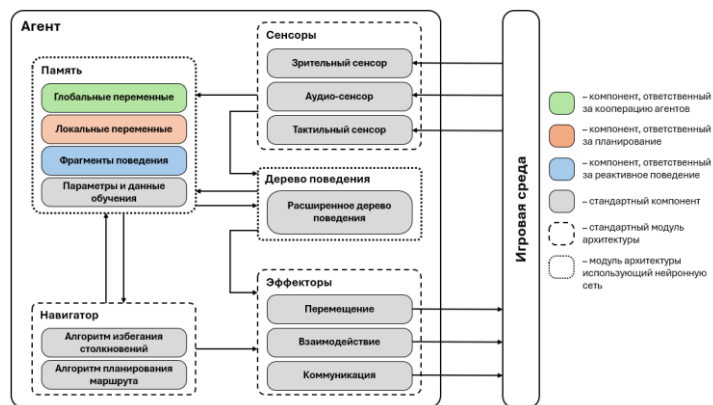 Агент
Память
Глобальные переменные
Локальные переменные
Фрагменты поведения
Параметры и данные
обучения
Навигатор
Алгоритм избегания
столкновений
Алгоритм планирования
маршрута
Сенсоры
Зрительный сенсор
Аудио-сенсор
Тактильный сенсор
Дерево поведения
Расширенное дерево
поведения
Эффекторы
Перемещение
Взаимодействие
Коммуникация
Игровая среда
– компонент, ответственный
за кооперацию агентов
– компонент, ответственный
за планирование
– компонент, ответственный
за реактивное поведение
– стандартный компонент
– стандартный модуль
архитектуры
– модуль архитектуры
использующий нейронную
сеть